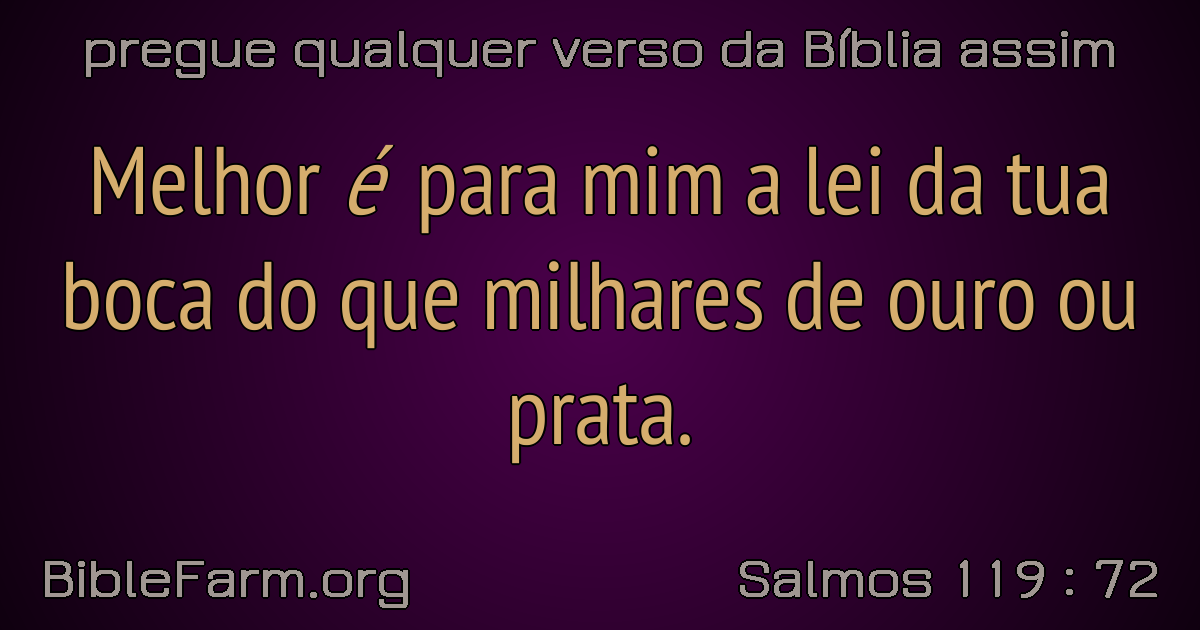 pregue qualquer verso da Bíblia assim
Melhor é para mim a lei da tua
boca do que milhares de ouro ou
prata.
BibleFarm.org
Salmos 119 : 72